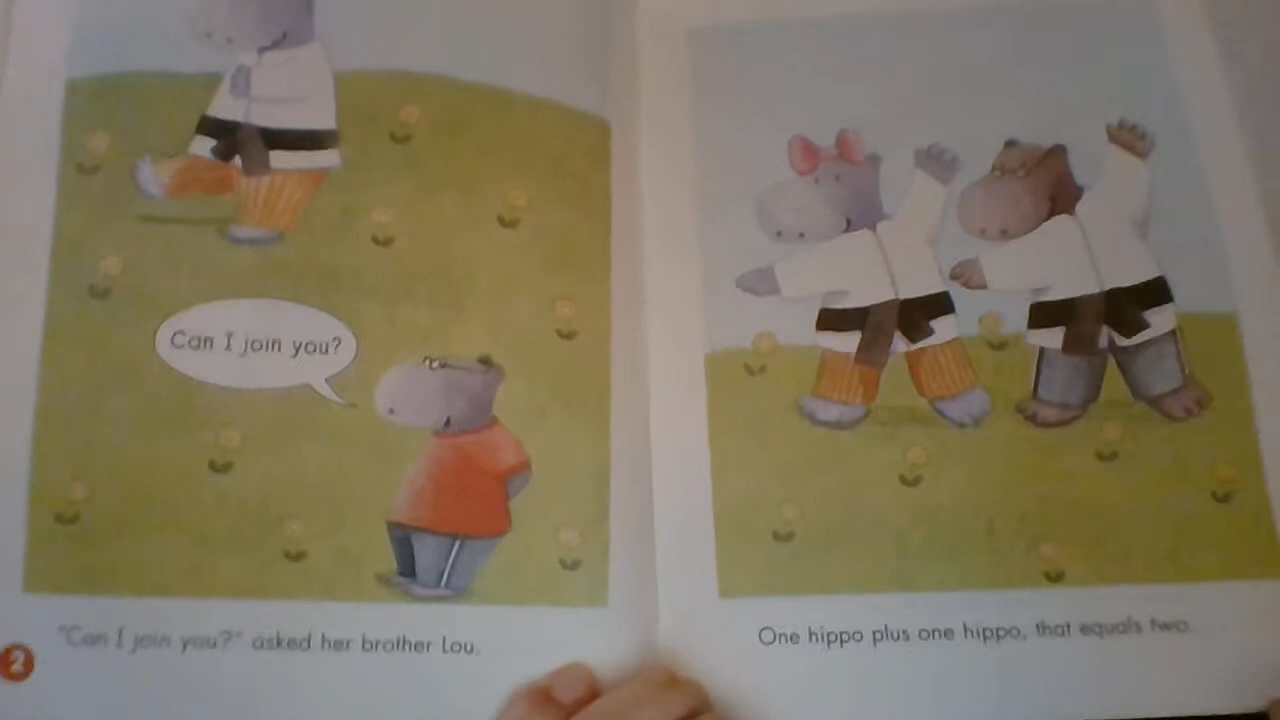 Can I join you?
"Can I join you?" asked her brother Lou.
2
One hippo plus one hippo, that equals two.